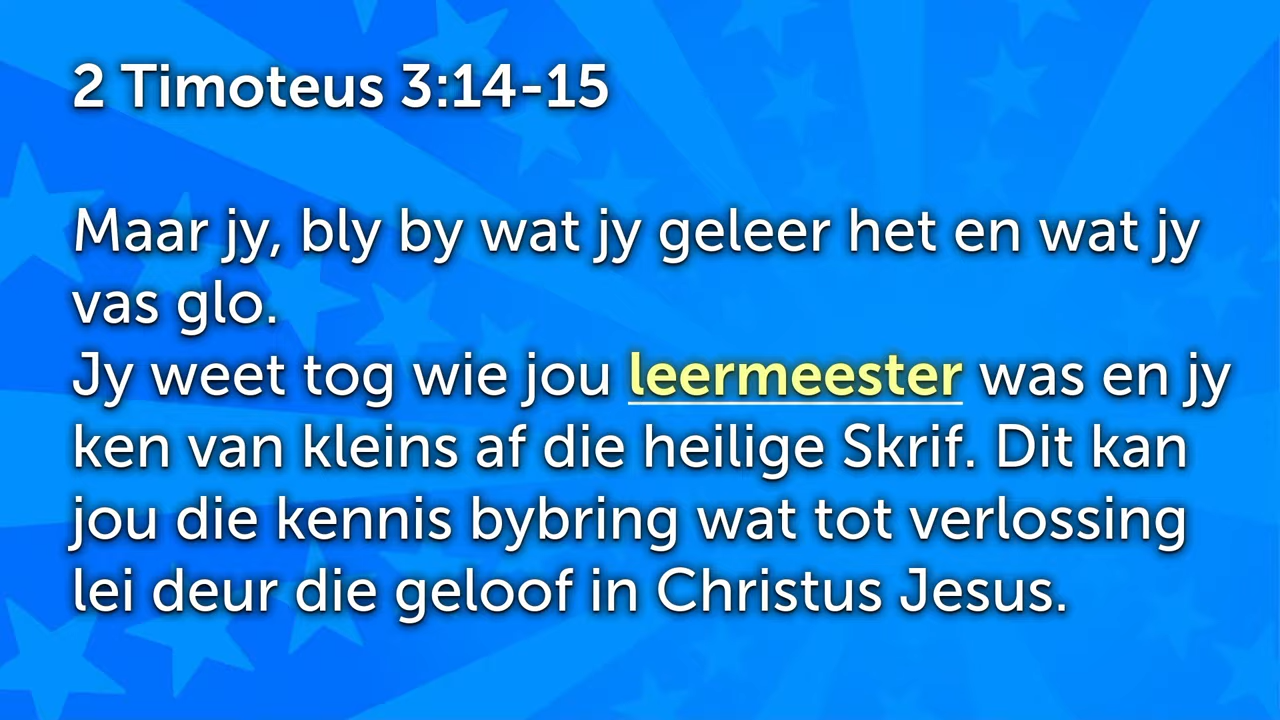 2 Timoteus 3:14-15
Maar jy, bly by wat jy geleer het en wat jy
vas glo.
Jy weet tog wie jou leermeester was en jy
ken van kleins af die heilige Skrif. Dit kan
jou die kennis bybring wat tot verlossing
lei deur die geloof in Christus Jesus.